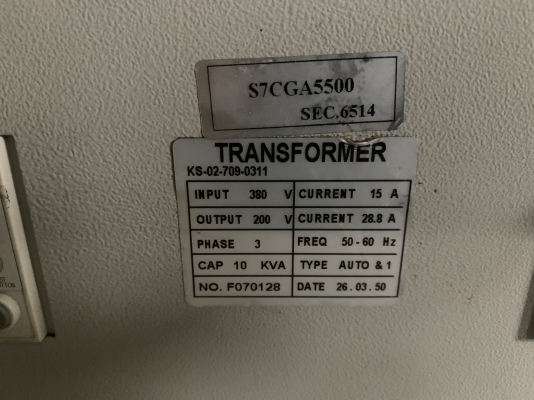 S7CGA5500
SEC.6514
TRANSFORMER
KS-02-709-0311
INPUT 380 V CURRENT 15 A
OUTPUT 200 V CURRENT 28.8 A
PHASE 3 FREQ 50-60 Hz
CAP 10 KVA TYPE AUTO & 1
NO. F070128 DATE 26.03.50